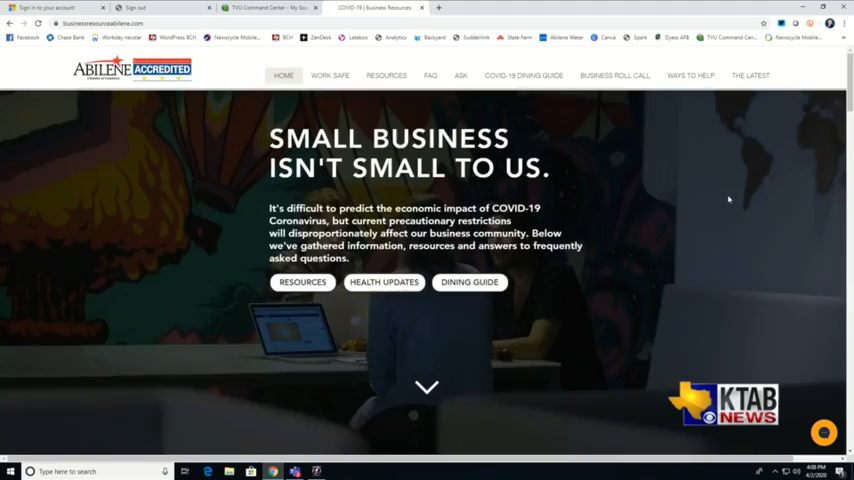 Sign in to your account
Sign out
TVU Command Center - My Sou
COVID-19 | Business Resources
businessresourceabilene.com
Facebook
Chase Bank
Workday nexstar
WordPress BCH
Newscycle Mobile...
BCH
ZenDesk
Latakoo
Analytics
Backyard
Suddenlink
State Farm
Abilene Water
Canva
Spark
Dyess AFB
TVU Command Cen...
Newscycle Mobile...
ABILENE
Chamber of Commerce
ACCREDITED
HOME
WORK SAFE
RESOURCES
FAQ
ASK
COVID-19 DINING GUIDE
BUSINESS ROLL CALL
WAYS TO HELP
THE LATEST
SMALL BUSINESS
ISN'T SMALL TO US.
It's difficult to predict the economic impact of COVID-19
Coronavirus, but current precautionary restrictions
will disproportionately affect our business community. Below
we've gathered information, resources and answers to frequently
asked questions.
RESOURCES
HEALTH UPDATES
DINING GUIDE
KTAB
NEWS
Type here to search
4:08 PM
4/2/2020